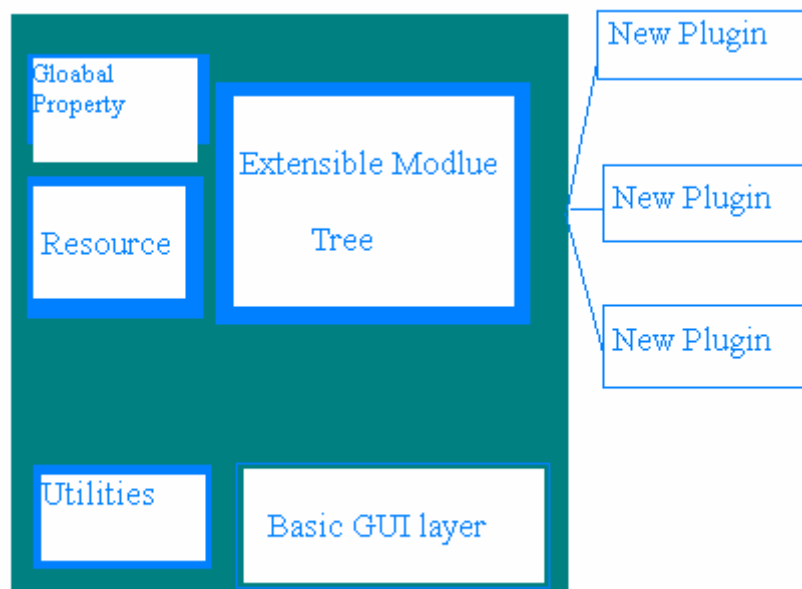 Gloabal
Property
Extensible Modlue
Tree
Resource
Utilities
Basic GUI layer
New Plugin
New Plugin
New Plugin